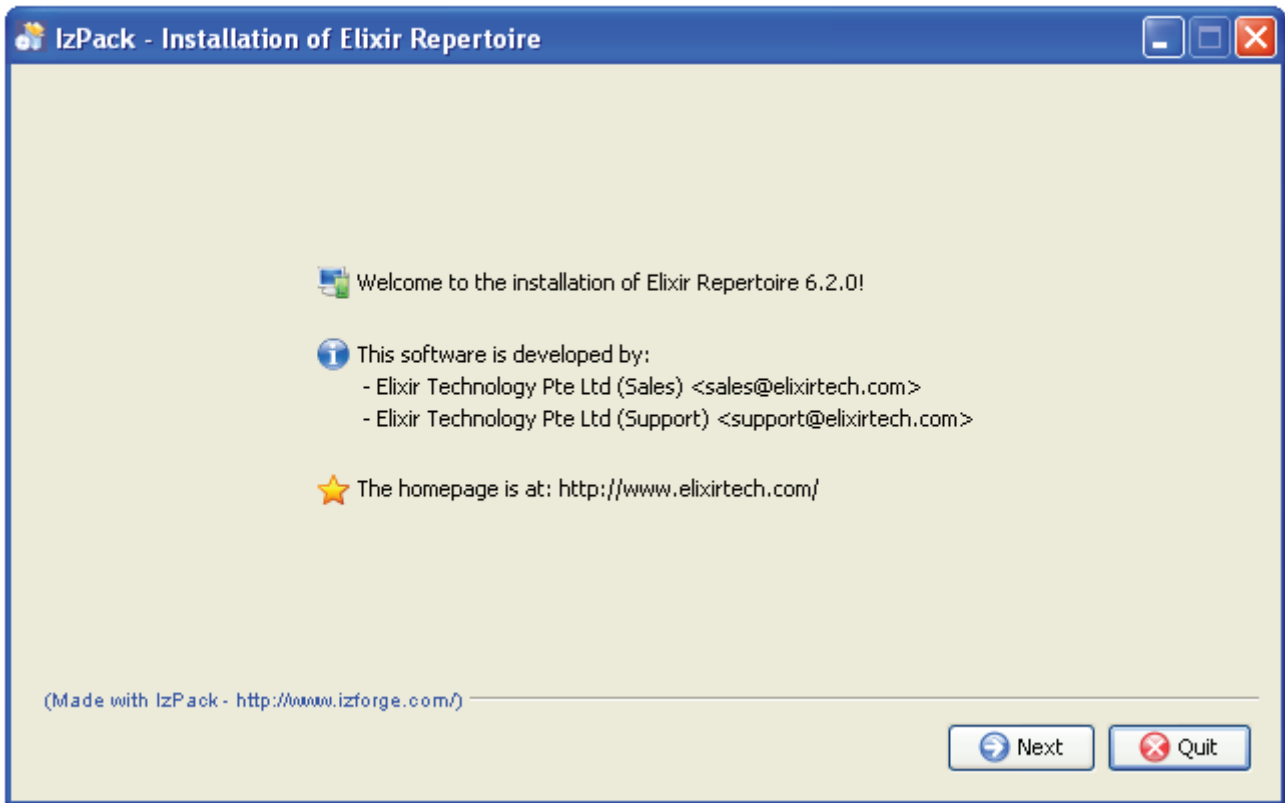 IzPack - Installation of Elixir Repertoire
Welcome to the installation of Elixir Repertoire 6.2.0!
This software is developed by:
- Elixir Technology Pte Ltd (Sales) <sales@elixirtech.com>
- Elixir Technology Pte Ltd (Support) <support@elixirtech.com>
The homepage is at: http://www.elixirtech.com/
(Made with IzPack - http://www.izforge.com/)
Next
Quit